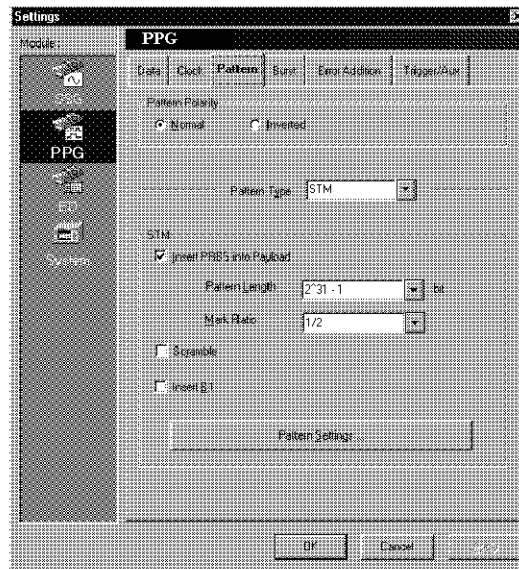 Settings
Module :
PPG
SSG
PPG
ED
System
Data Clock Pattern Burst Error Addition Trigger/Aux
Pattern Polarity
Normal Inverted
Pattern Type STM
STM
Insert PRBS into Payload
Pattern Length 2^31 - 1 bit
Mark Ratio 1/2
Scramble
Insert B1
Pattern Settings ...
OK Cancel Apply